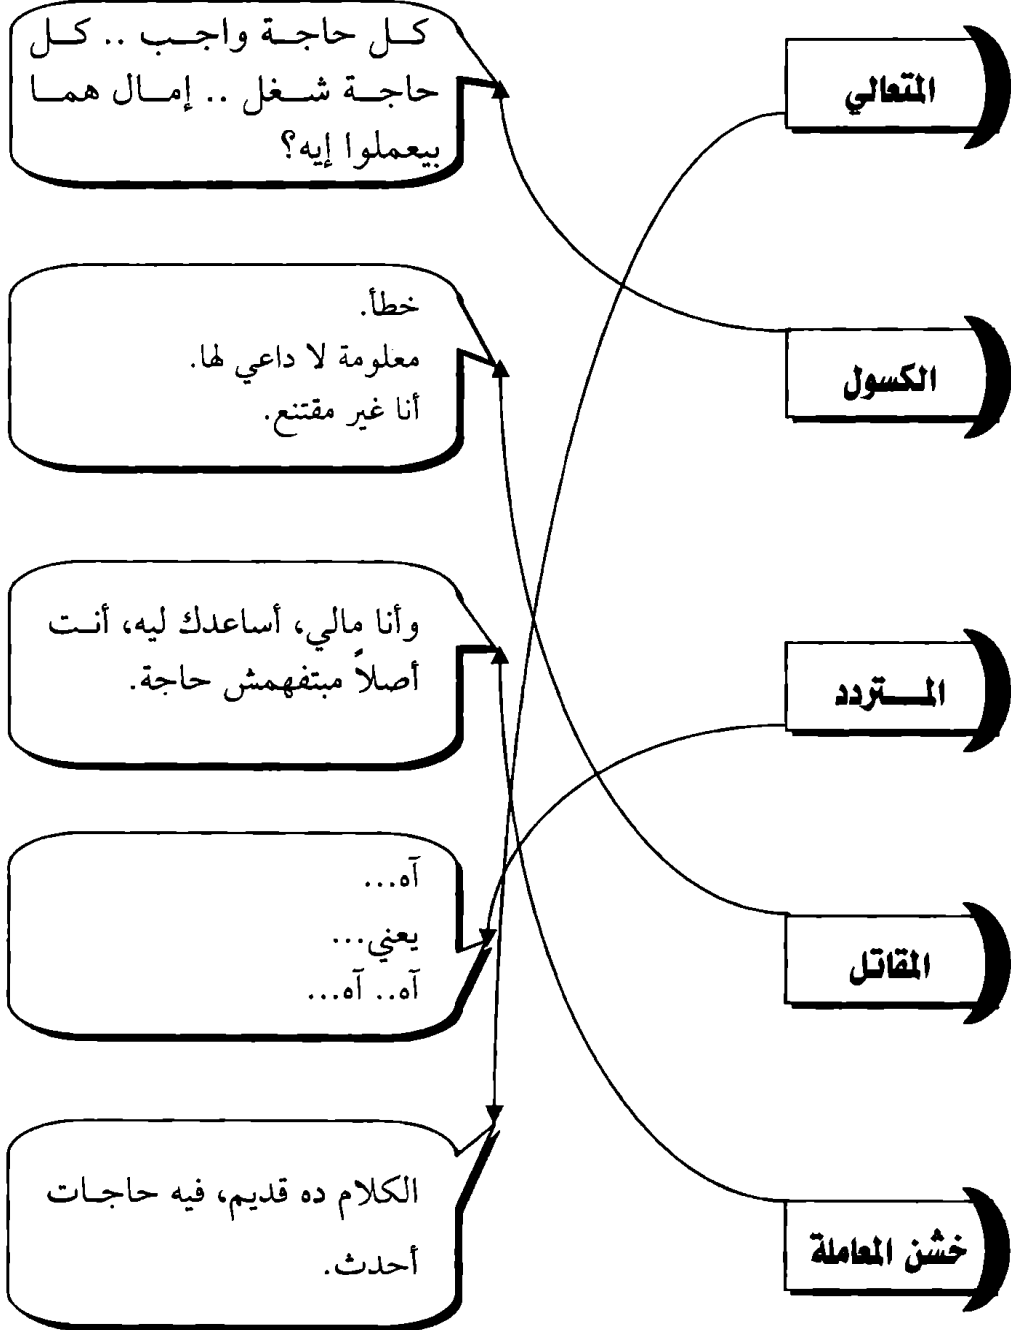 كل حاجة واجب .. كل
حاجة شغل .. إمال هما
بيعملوا إيه؟
المتعالي
خطأ.
معلومة لا داعي لها.
أنا غير مقتنع.
الكسول
وأنا مالي، أساعدك ليه، أنت
أصلاً مبتفهمش حاجة.
المتردد
آه...
يعني...
آه.. آه...
المقاتل
الكلام ده قديم، فيه حاجات
أحدث.
خشن المعاملة